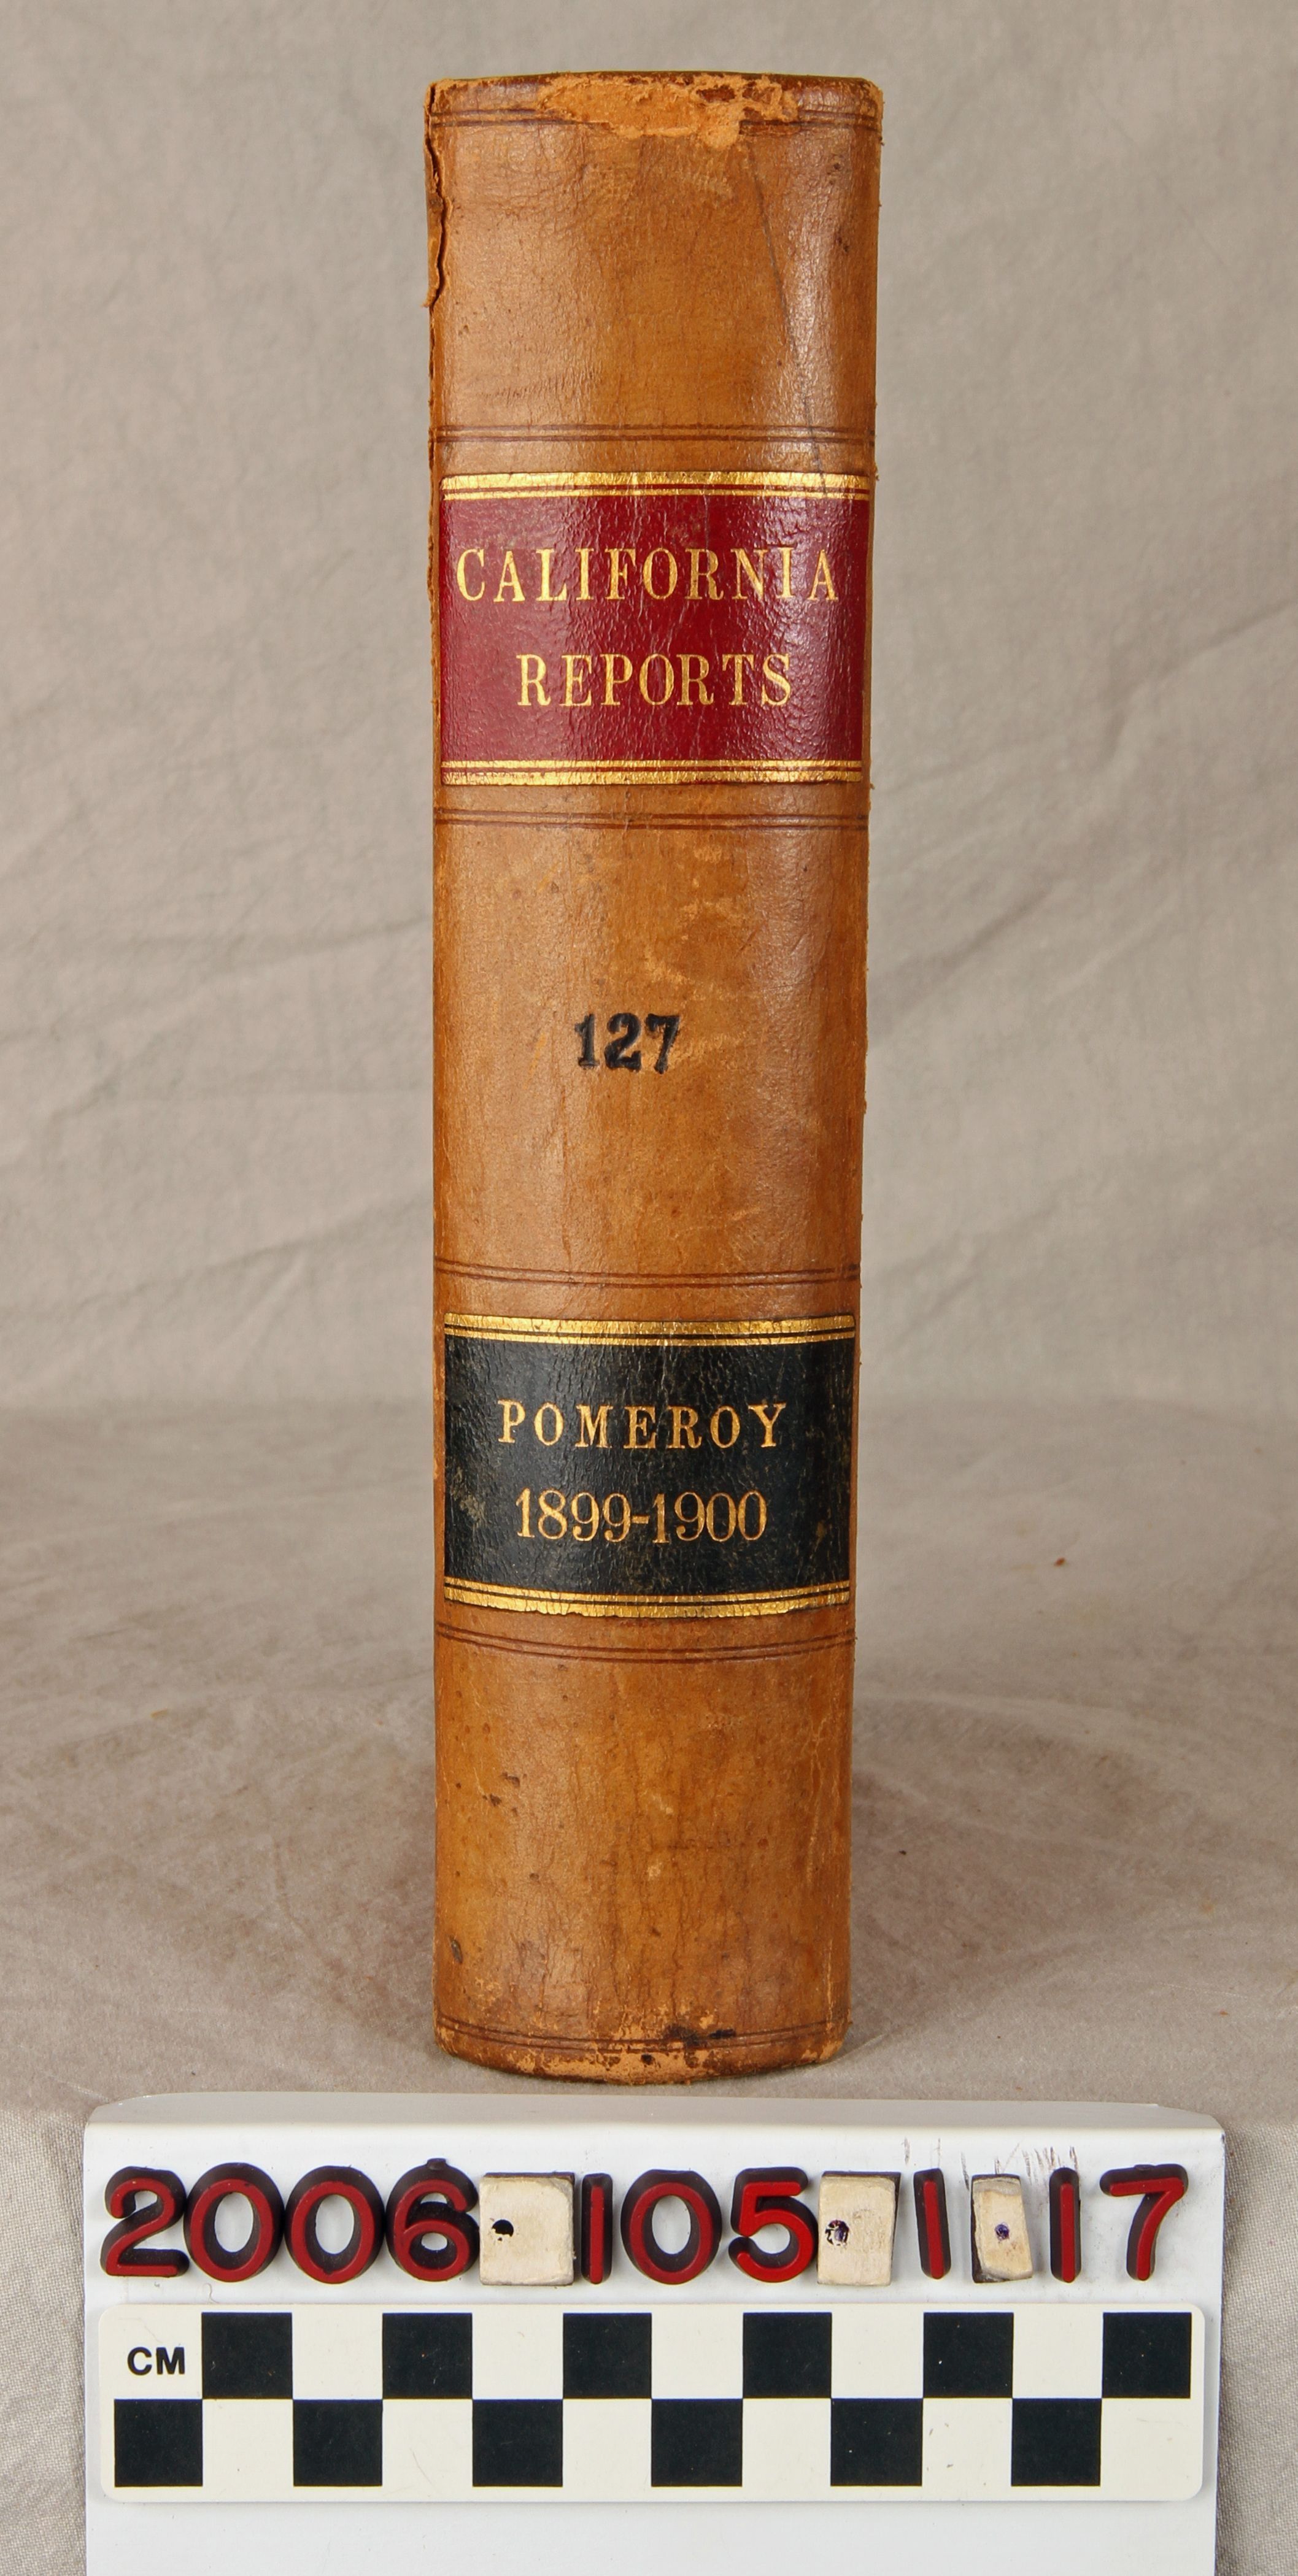 CALIFORNIA
REPORTS
127
POMEROY
1899-1900
2006 105 1 17
CM